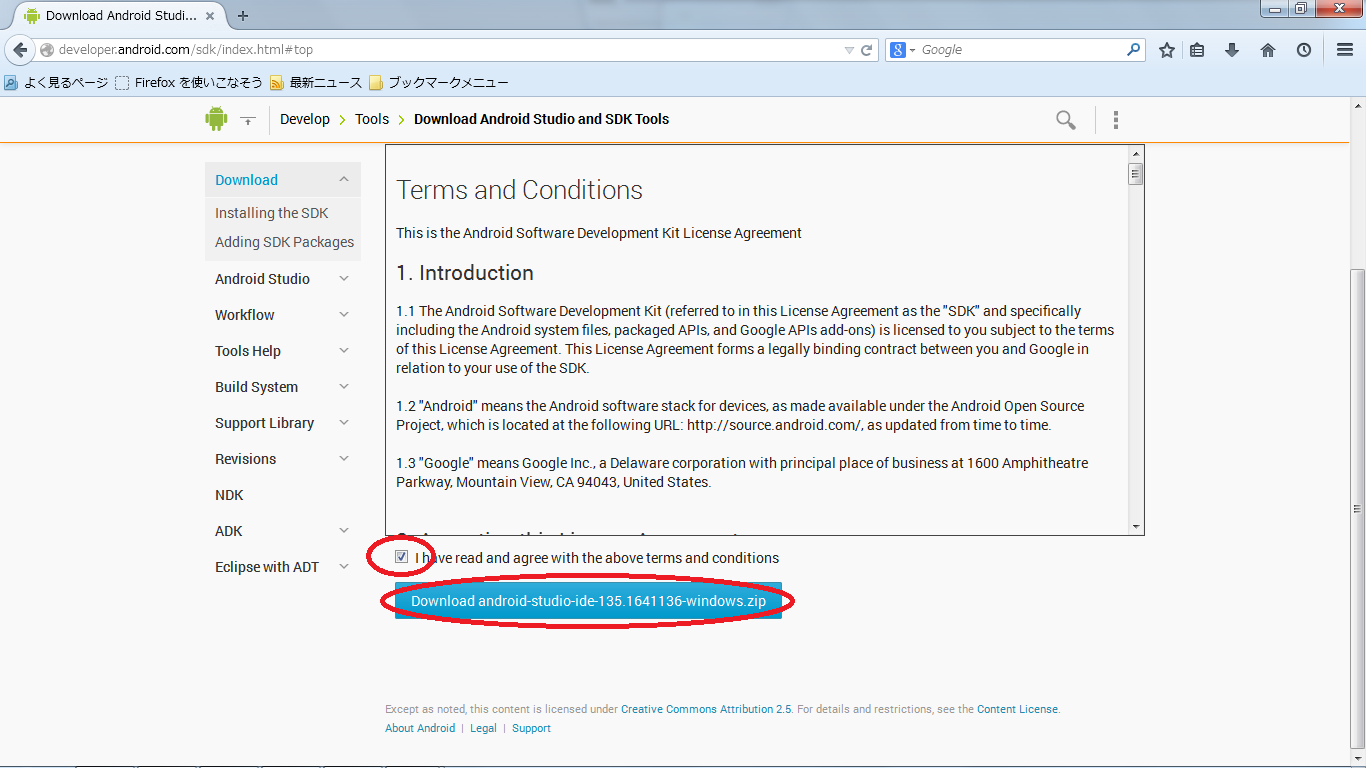 Download Android Studi...
developer.android.com/sdk/index.html#top
Google
よく見るページ Firefox を使いこなそう 最新ニュース ブックマークメニュー
Develop > Tools > Download Android Studio and SDK Tools
Download
Installing the SDK
Adding SDK Packages
Android Studio
Workflow
Tools Help
Build System
Support Library
Revisions
NDK
ADK
Eclipse with ADT
Terms and Conditions
This is the Android Software Development Kit License Agreement
1. Introduction
1.1 The Android Software Development Kit (referred to in this License Agreement as the "SDK" and specifically
including the Android system files, packaged APIs, and Google APIs add-ons) is licensed to you subject to the terms
of this License Agreement. This License Agreement forms a legally binding contract between you and Google in
relation to your use of the SDK.
1.2 "Android" means the Android software stack for devices, as made available under the Android Open Source
Project, which is located at the following URL: http://source.android.com/, as updated from time to time.
1.3 "Google" means Google Inc., a Delaware corporation with principal place of business at 1600 Amphitheatre
Parkway, Mountain View, CA 94043, United States.
I have read and agree with the above terms and conditions
Download android-studio-ide-135.1641136-windows.zip
Except as noted, this content is licensed under Creative Commons Attribution 2.5. For details and restrictions, see the Content License.
About Android | Legal | Support